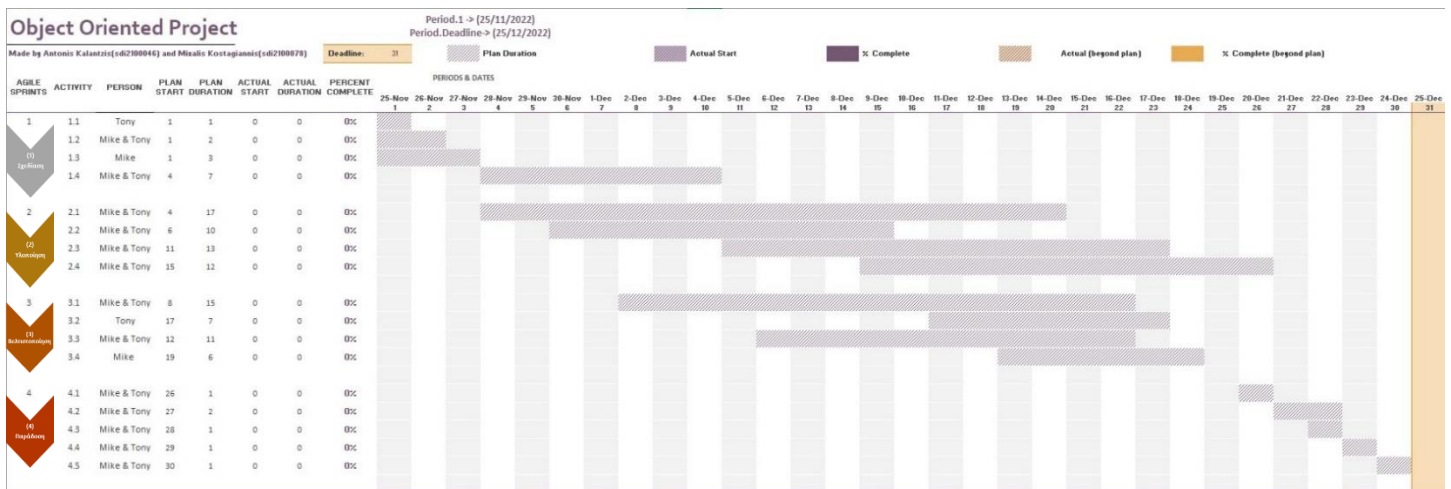 Object Oriented Project
Period.1 -> (25/11/2022)
Period.Deadline-> (25/12/2022)
Made by Antonis Kalantzis(sdi2100046) and Mixalis Kostagiannis(sdi2100078) Deadline: 31 Plan Duration Actual Start % Complete Actual (beyond plan) % Complete (beyond plan)
AGILE SPRINTS ACTIVITY PERSON PLAN START PLAN DURATION ACTUAL START ACTUAL DURATION PERCENT COMPLETE PERIODS & DATES
25-Nov 26-Nov 27-Nov 28-Nov 29-Nov 30-Nov 1-Dec 2-Dec 3-Dec 4-Dec 5-Dec 6-Dec 7-Dec 8-Dec 9-Dec 10-Dec 11-Dec 12-Dec 13-Dec 14-Dec 15-Dec 16-Dec 17-Dec 18-Dec 19-Dec 20-Dec 21-Dec 22-Dec 23-Dec 24-Dec 25-Dec
1 2 3 4 5 6 7 8 9 10 11 12 13 14 15 16 17 18 19 20 21 22 23 24 25 26 27 28 29 30 31
1 1.1 Tony 1 1 0 0 0%
1.2 Mike & Tony 1 2 0 0 0%
(1)
Σχεδίαση
1.3 Mike 1 3 0 0 0%
1.4 Mike & Tony 4 7 0 0 0%
2 2.1 Mike & Tony 4 17 0 0 0%
2.2 Mike & Tony 6 10 0 0 0%
(2)
Υλοποίηση
2.3 Mike & Tony 11 13 0 0 0%
2.4 Mike & Tony 15 12 0 0 0%
3 3.1 Mike & Tony 8 15 0 0 0%
3.2 Tony 17 7 0 0 0%
(3)
Βελτιστοποίηση
3.3 Mike & Tony 12 11 0 0 0%
3.4 Mike 19 6 0 0 0%
4 4.1 Mike & Tony 26 1 0 0 0%
4.2 Mike & Tony 27 2 0 0 0%
(4)
Παράδοση
4.3 Mike & Tony 28 1 0 0 0%
4.4 Mike & Tony 29 1 0 0 0%
4.5 Mike & Tony 30 1 0 0 0%